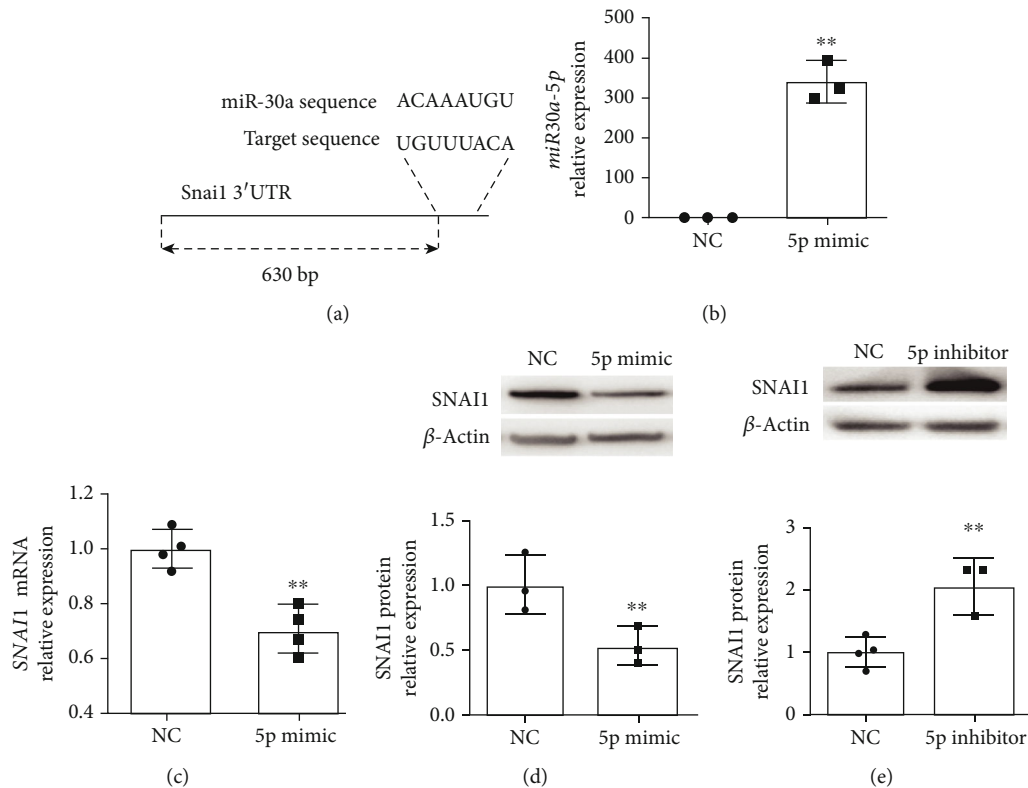 miR-30a sequence ACAAAUGU
Target sequence UGUUUACA
Snai1 3′UTR
630 bp
(a)
miR30a-5p
relative expression
500
400
300
200
100
0
**
NC 5p mimic
(b)
SNAI1 mRNA
relative expression
1.2
1.0
0.8
0.6
0.4
**
NC 5p mimic
(c)
NC 5p mimic
SNAI1
β-Actin
SNAI1 protein
relative expression
1.5
1.0
0.5
0.0
**
NC 5p mimic
(d)
NC 5p inhibitor
SNAI1
β-Actin
SNAI1 protein
relative expression
3
2
1
0
**
NC 5p inhibitor
(e)